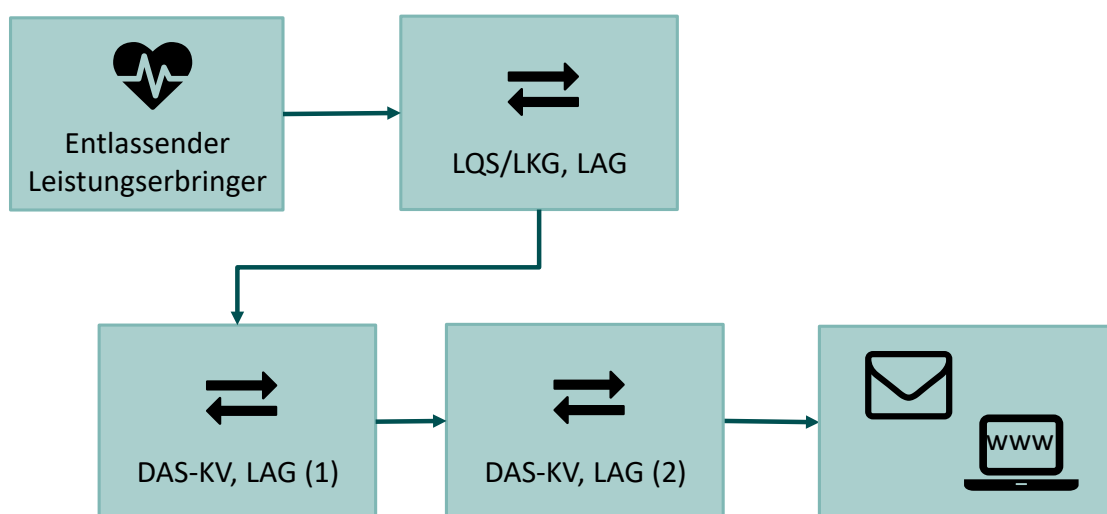 Entlassender
Leistungserbringer
LQS/LKG, LAG
DAS-KV, LAG (1)
DAS-KV, LAG (2)
www